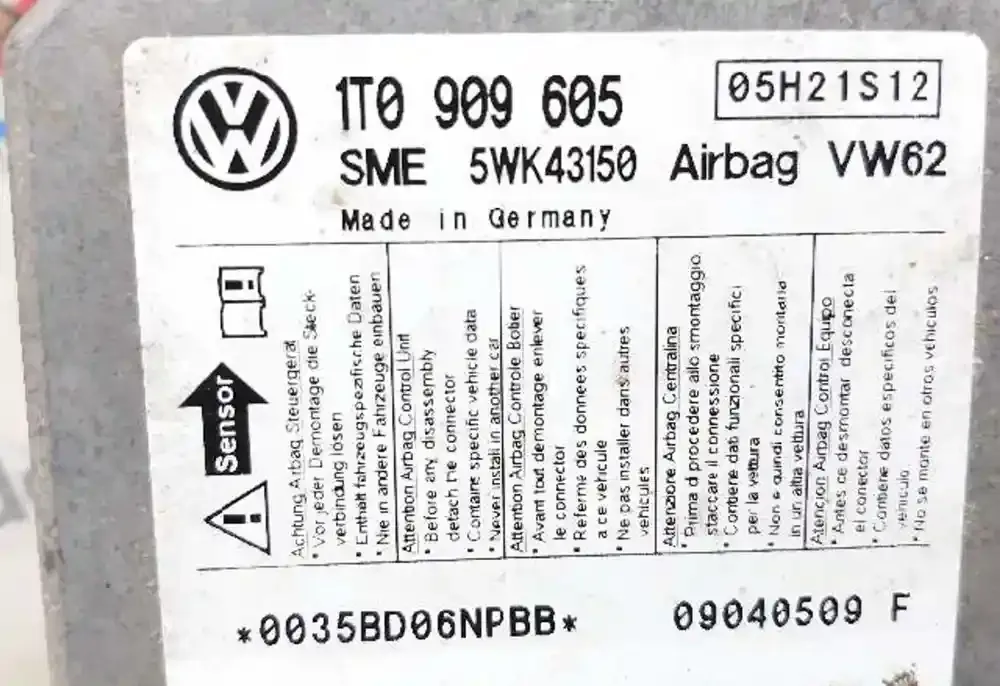 1T0 909 605
05H21S12
SME 5WK43150 Airbag VW62
Made in Germany
Sensor
Achtung Airbag Steuergerät
* Vor jeder Demontage die Steck-
verbindung lösen
* Enthält fahrzeugspezifische Daten
* Nie in andere Fahrzeuge einbauen
Attention Airbag Control Unit
* Before any disassembly
detach the connector
* Contains specific vehicle data
* Never install in another car
Attention Airbag Controle Boitier
* Avant tout demontage enlever
le connector
* Referme des donnees specifiques
a ce vehicule
* Ne pas installer dans autres
vehicules
Attenzione Airbag Centralina
* Prima d procedere allo smontaggio
staccare il connessione
* Contiene dati funzionali specifici
per la vettura
* Non e quindi consentito montarla
in un alba vettura
Atencion Airbag Control Equipo
* Antes de desmontar desconecta
el conector
* Contiene datos especificos del
vehiculo
* No se monte en otros vehiculos
*0035BD06NPBB*
09040509 F